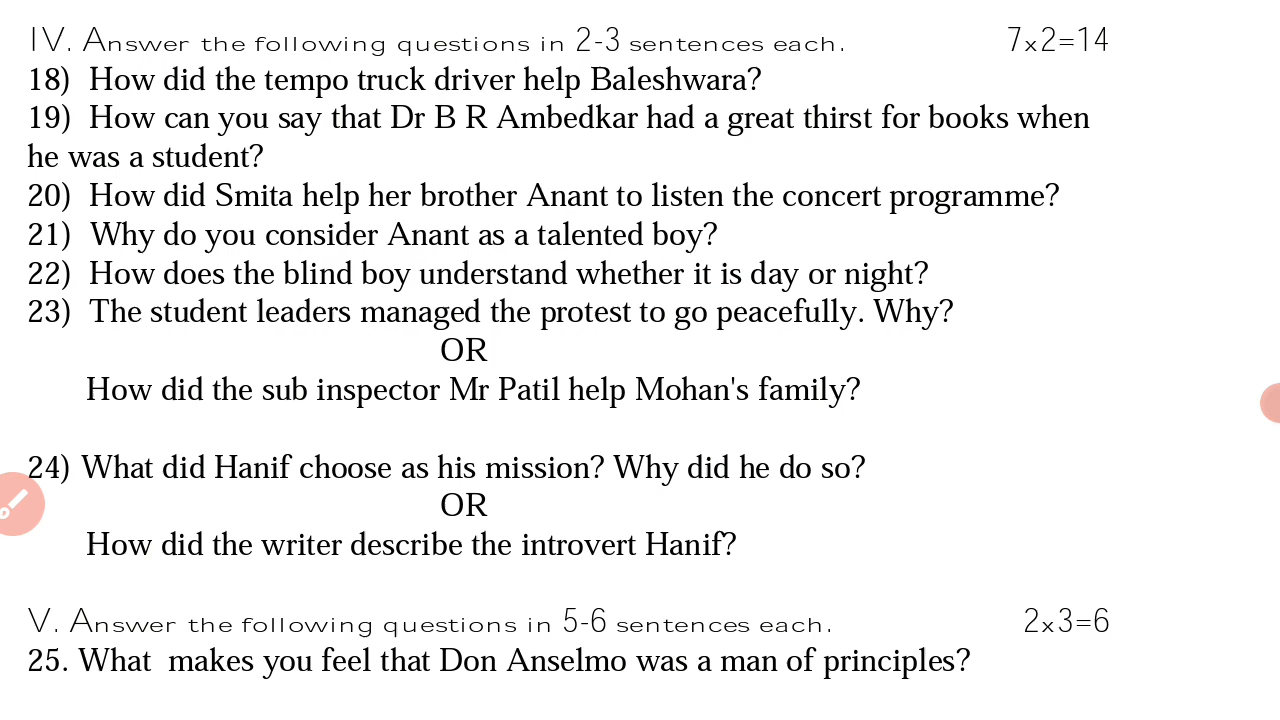 IV. Answer the following questions in 2-3 sentences each. 7x2=14
18) How did the tempo truck driver help Baleshwara?
19) How can you say that Dr B R Ambedkar had a great thirst for books when
he was a student?
20) How did Smita help her brother Anant to listen the concert programme?
21) Why do you consider Anant as a talented boy?
22) How does the blind boy understand whether it is day or night?
23) The student leaders managed the protest to go peacefully. Why?
OR
How did the sub inspector Mr Patil help Mohan's family?
24) What did Hanif choose as his mission? Why did he do so?
OR
How did the writer describe the introvert Hanif?
V. Answer the following questions in 5-6 sentences each. 2x3=6
25. What makes you feel that Don Anselmo was a man of principles?